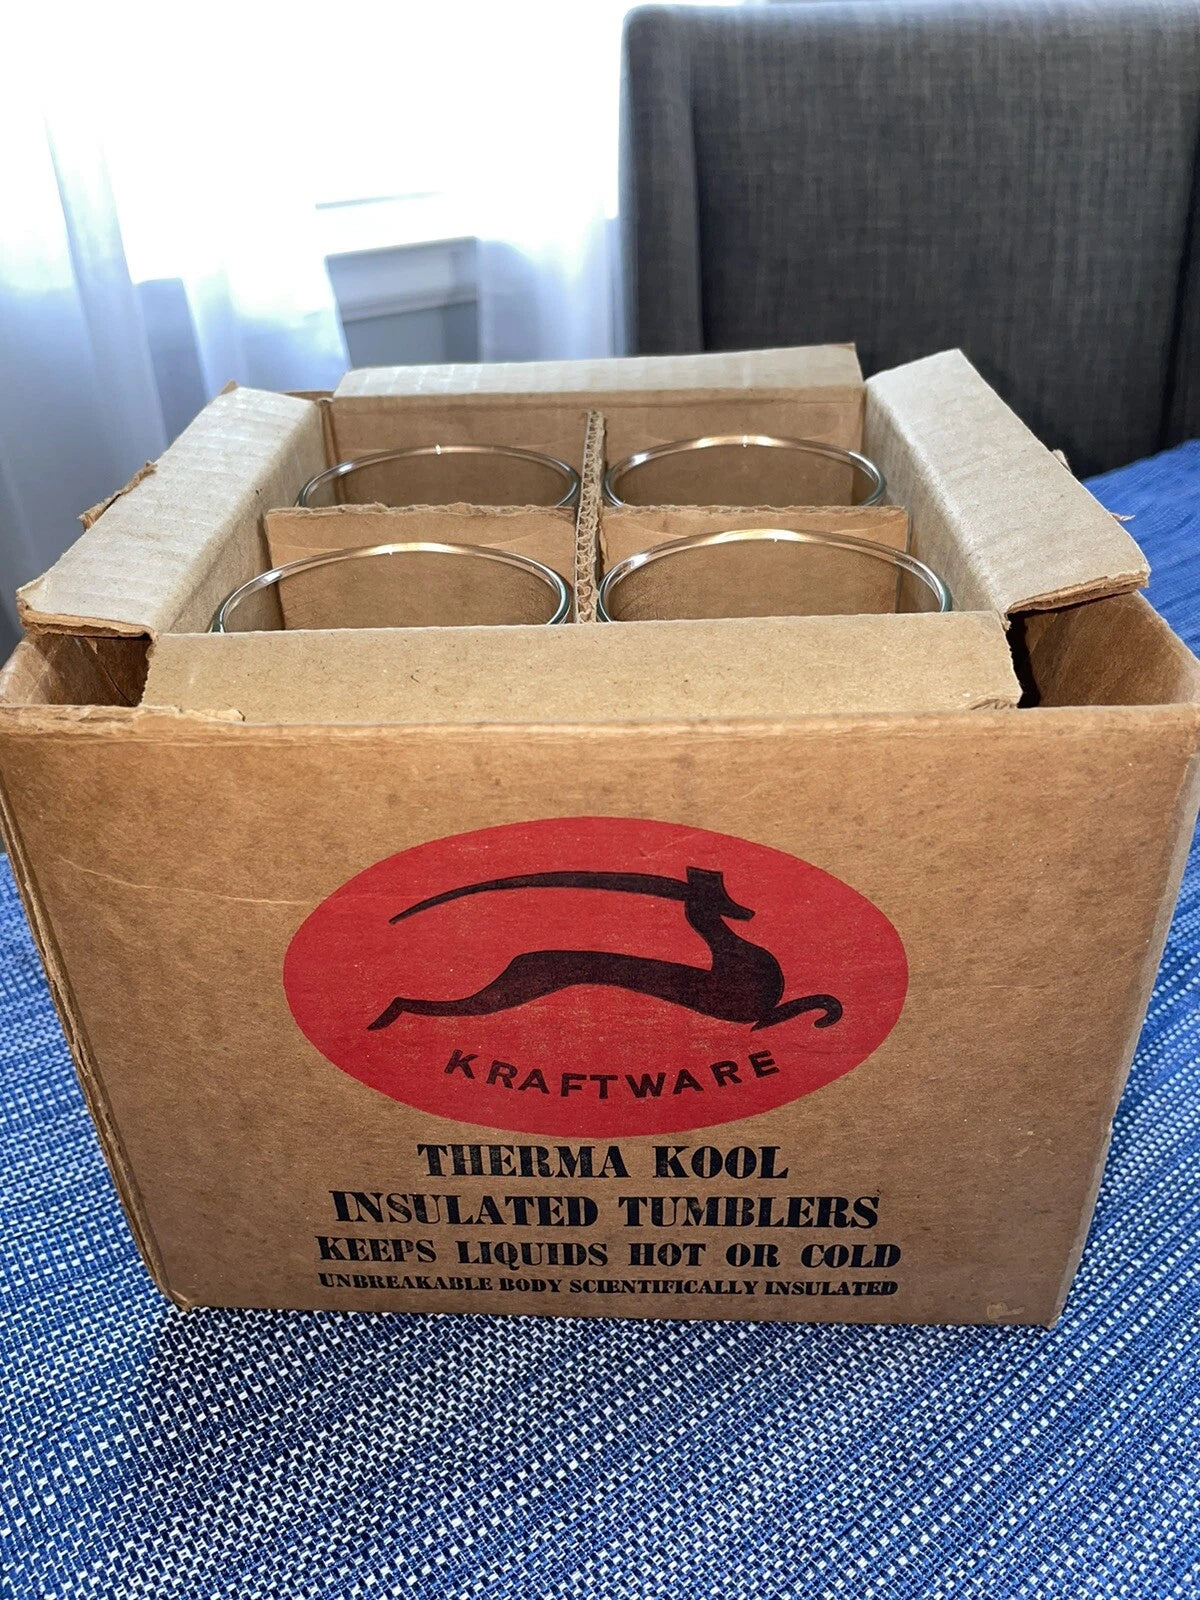 KRAFTWARE
THERMA KOOL
INSULATED TUMBLERS
KEEPS LIQUIDS HOT OR COLD
UNBREAKABLE BODY SCIENTIFICALLY INSULATED